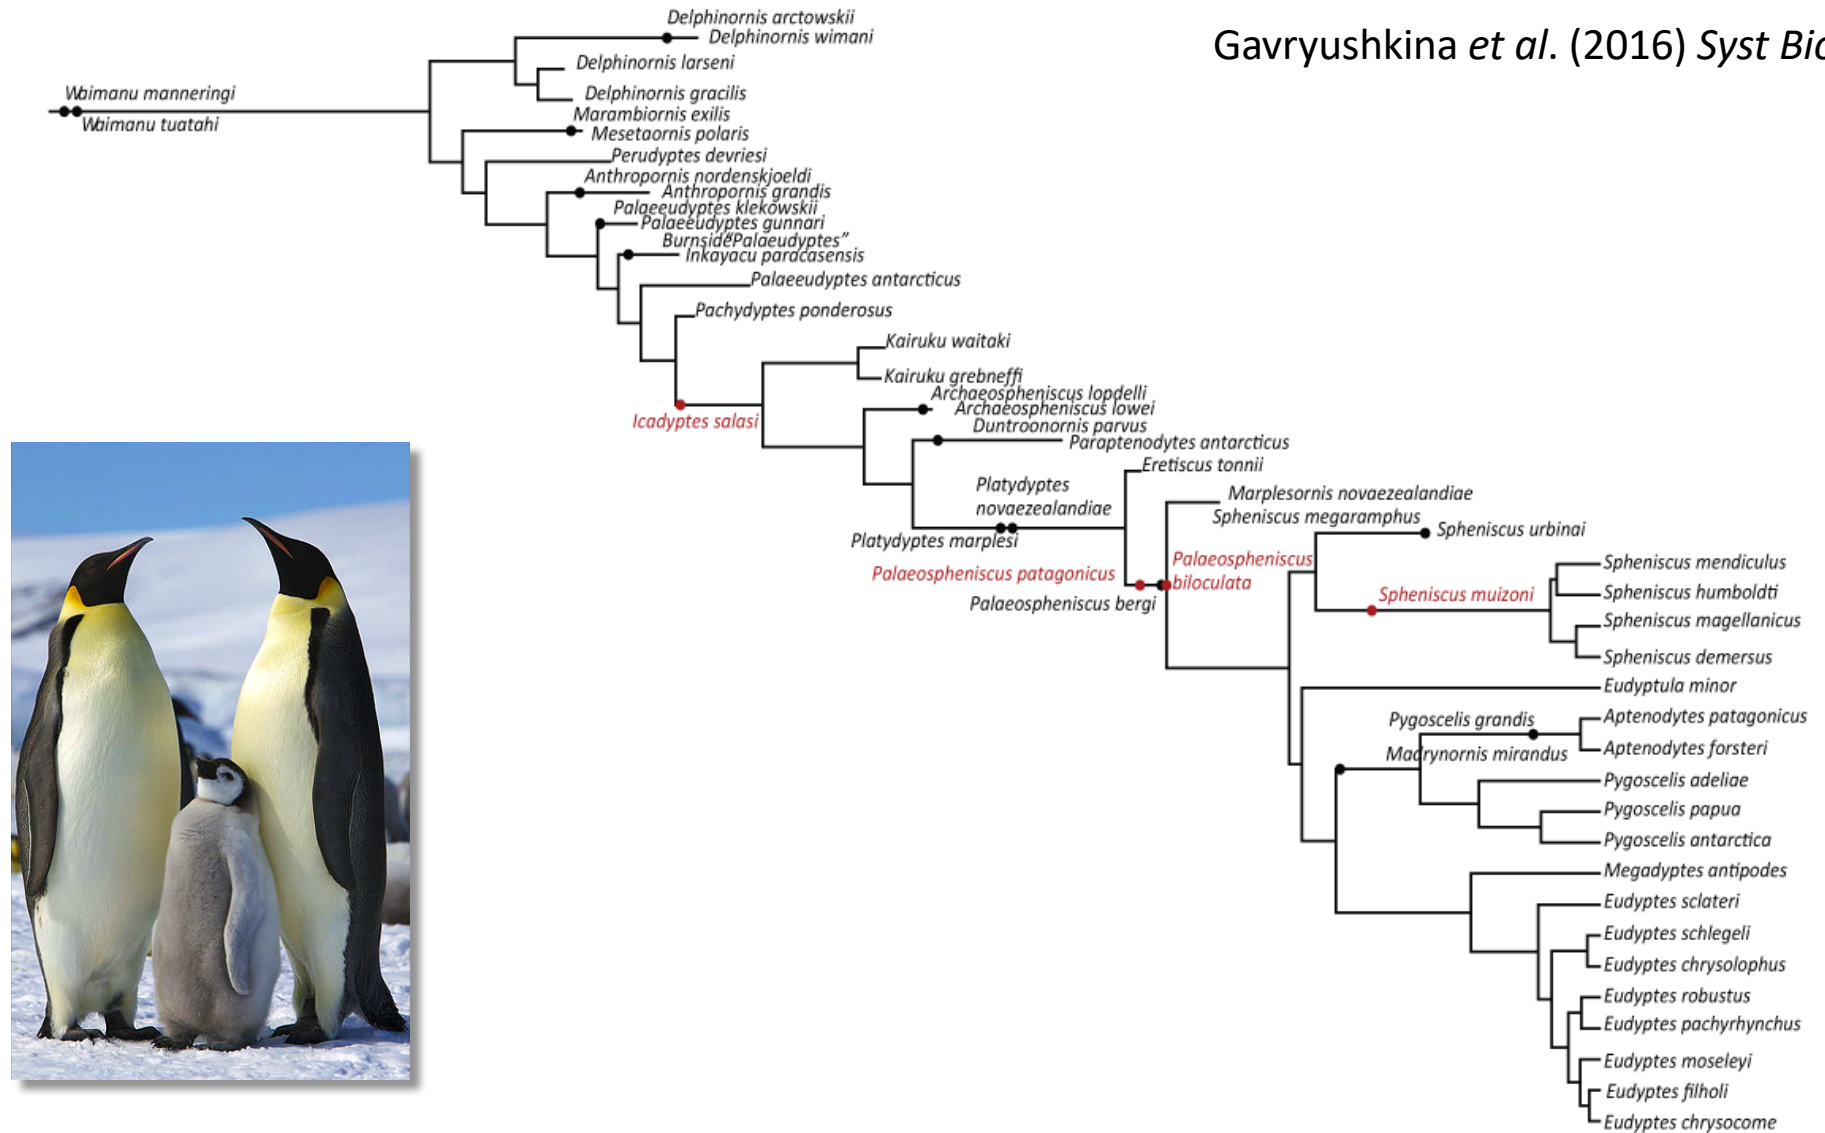 Gavryushkina et al. (2016) Syst Bio
Delphinornis arctowskii
Delphinornis wimani
Delphinornis larseni
Delphinornis gracilis
Waimanu manneringi
Waimanu tuatahi
Marambiornis exilis
Mesetaornis polaris
Perudyptes devriesi
Anthropornis nordenskjoeldi
Anthropornis grandis
Palaeeudyptes klekowskii
Palaeeudyptes gunnari
Burnside“Palaeudyptes”
Inkayacu paracasensis
Palaeeudyptes antarcticus
Pachydyptes ponderosus
Kairuku waitaki
Kairuku grebneffi
Icadyptes salasi
Archaeospheniscus lopdelli
Archaeospheniscus lowei
Duntroonornis parvus
Paraptenodytes antarcticus
Eretiscus tonnii
Platydyptes
novaezealandiae
Platydyptes marplesi
Marplesornis novaezealandiae
Spheniscus megaramphus
Spheniscus urbinai
Palaeospheniscus patagonicus
Palaeospheniscus
biloculata
Palaeospheniscus bergi
Spheniscus muizoni
Spheniscus mendiculus
Spheniscus humboldti
Spheniscus magellanicus
Spheniscus demersus
Eudyptula minor
Pygoscelis grandis
Madrynornis mirandus
Aptenodytes patagonicus
Aptenodytes forsteri
Pygoscelis adeliae
Pygoscelis papua
Pygoscelis antarctica
Megadyptes antipodes
Eudyptes sclateri
Eudyptes schlegeli
Eudyptes chrysolophus
Eudyptes robustus
Eudyptes pachyrhynchus
Eudyptes moseleyi
Eudyptes filholi
Eudyptes chrysocome